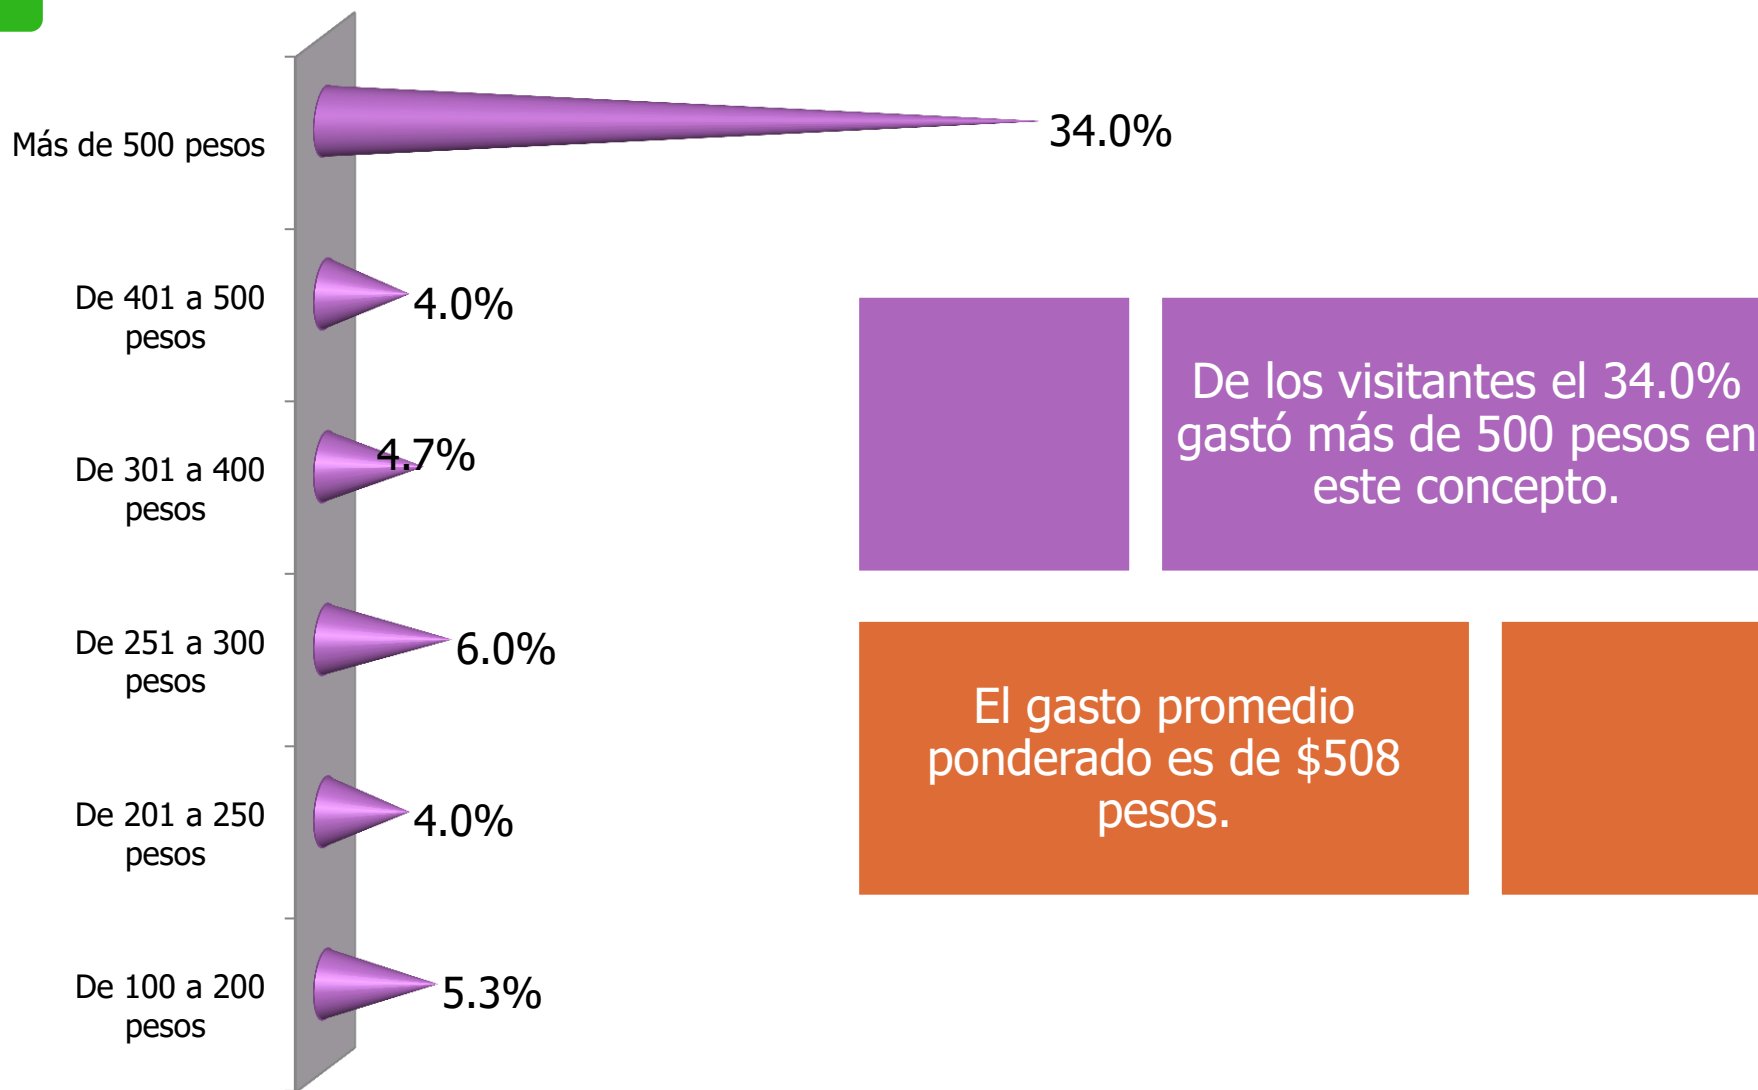 Más de 500 pesos
34.0%
De 401 a 500
pesos
4.0%
De 301 a 400
pesos
4.7%
De 251 a 300
pesos
6.0%
De 201 a 250
pesos
4.0%
De 100 a 200
pesos
5.3%
De los visitantes el 34.0%
gastó más de 500 pesos en
este concepto.
El gasto promedio
ponderado es de $508
pesos.